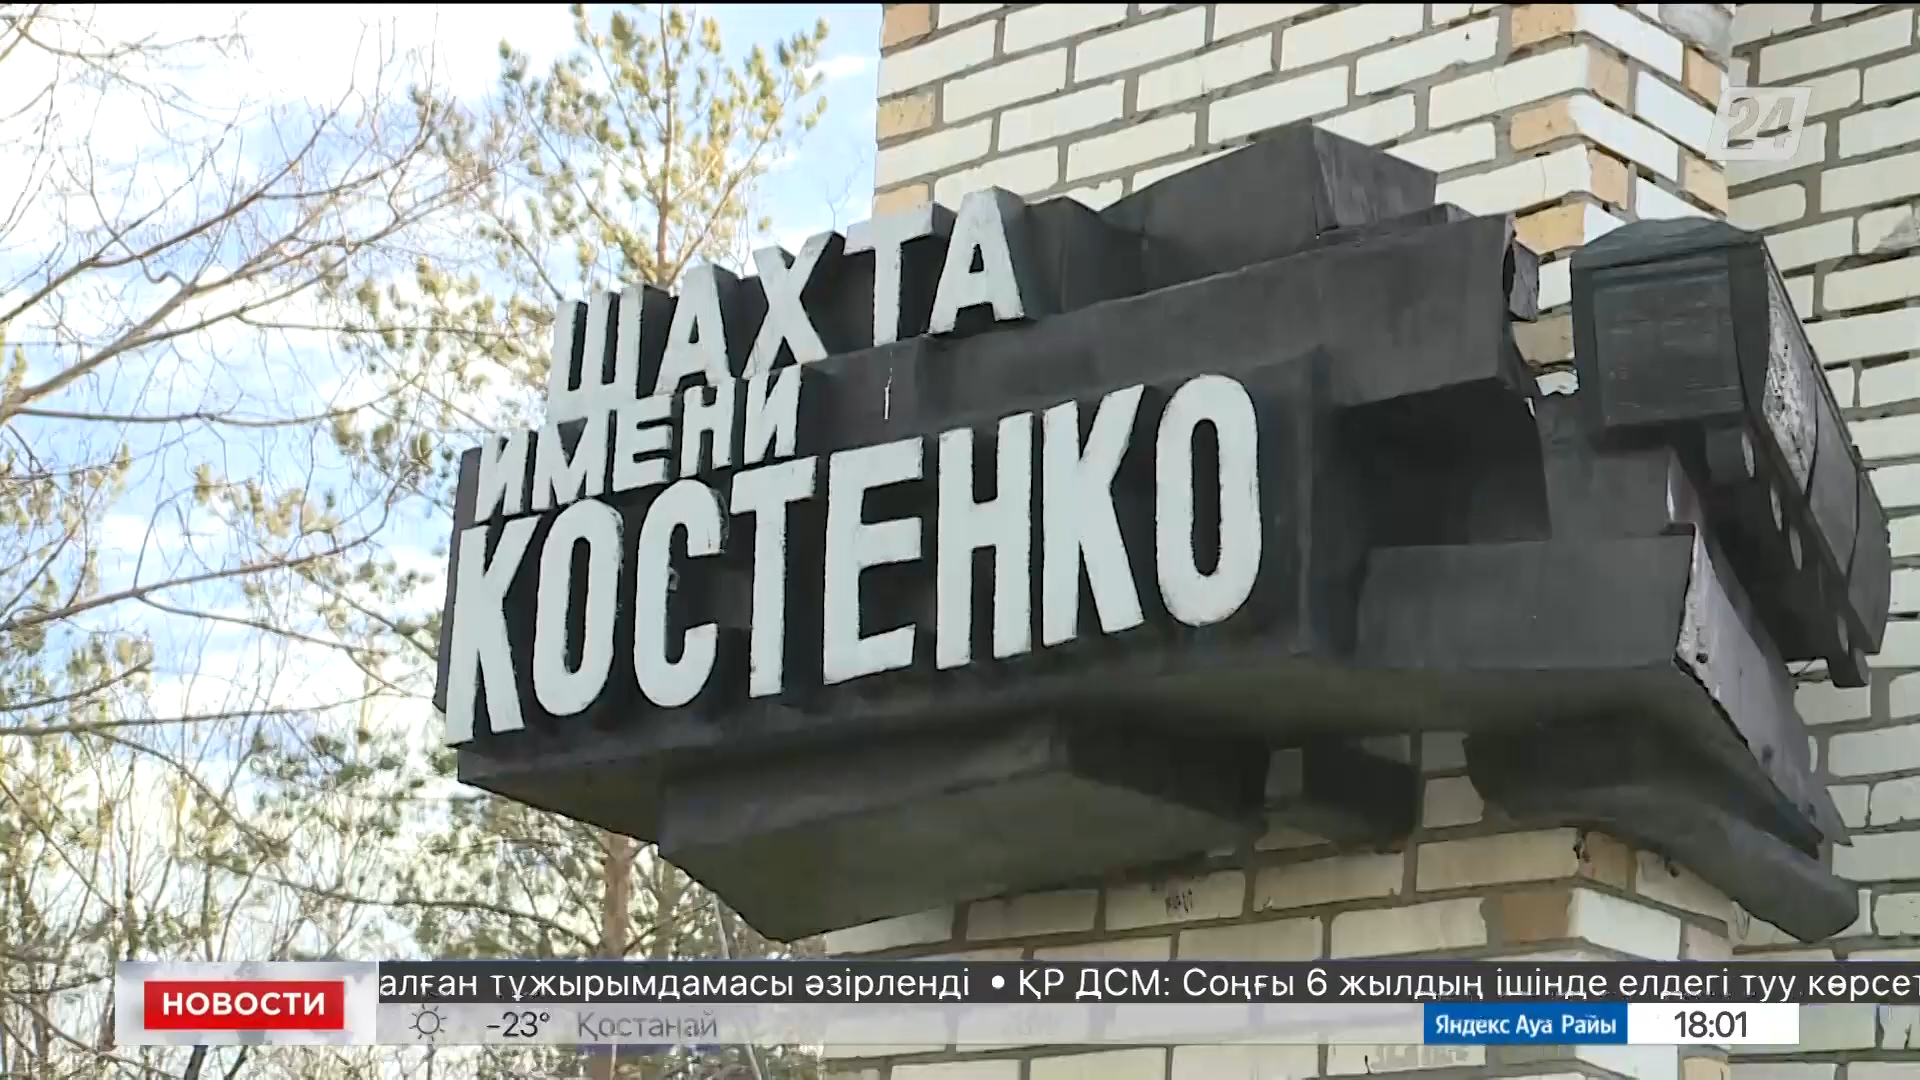 24
ШАХТА
ИМЕНИ
КОСТЕНКО
НОВОСТИ
алған тұжырымдамасы әзірленді • ҚР ДСМ: Соңғы 6 жылдың ішінде елдегі туу көрсет
-23° Қостанай
Яндекс Ауа Райы 18:01